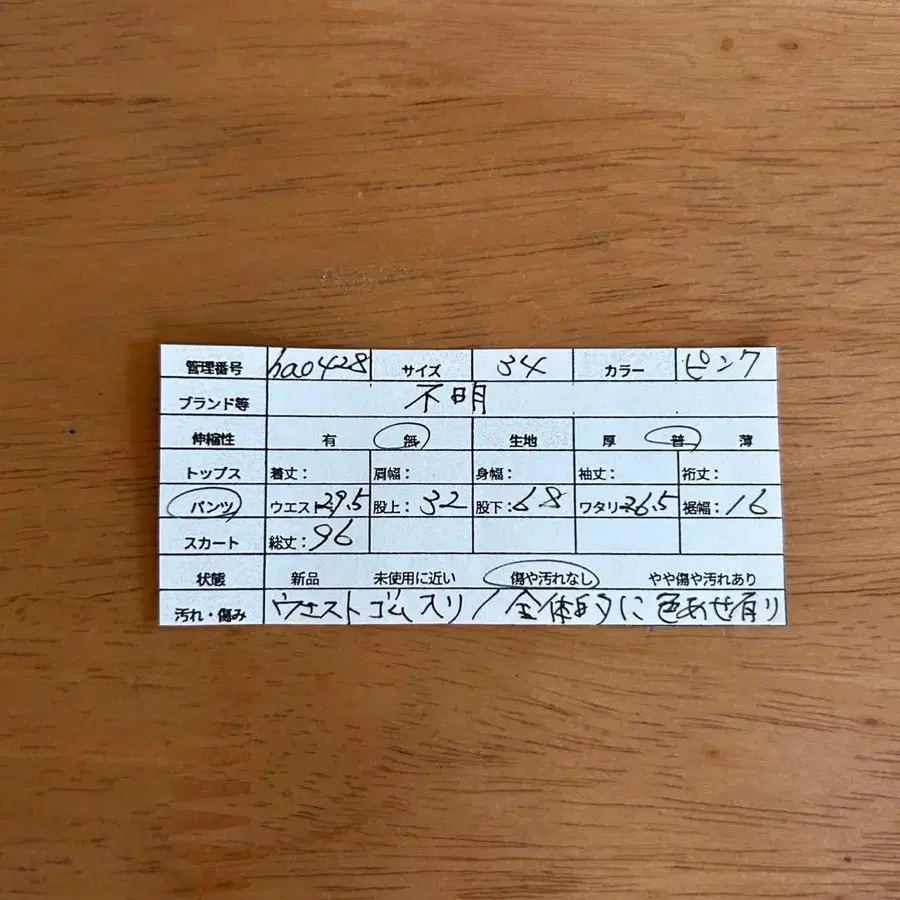 管理番号 hao428 サイズ 34 カラー ピンク
ブランド等 不明
伸縮性 有 無 生地 厚 普 薄
トップス 着丈: 肩幅: 身幅: 袖丈: 裄丈:
パンツ ウエスト:29.5 股上:32 股下:68 ワタリ:26.5 裾幅:16
スカート 総丈:96
状態 新品 未使用に近い 傷や汚れなし やや傷や汚れあり
汚れ・傷み ウエストゴム入り/全体的に色あせ有り